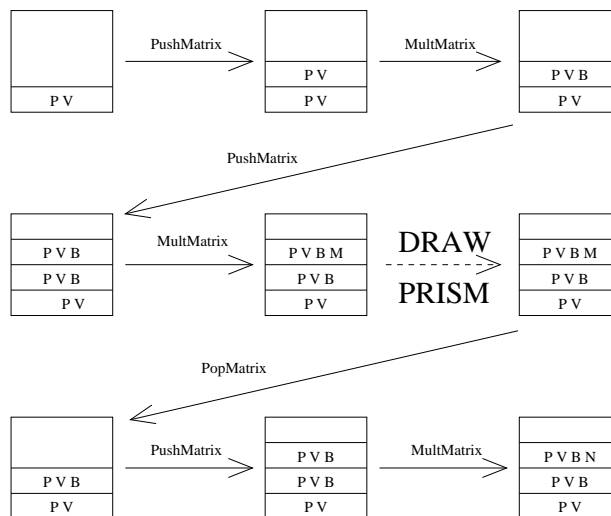 PushMatrix MultMatrix
P V P V B
P V P V P V
PushMatrix
P V B MultMatrix P V B M DRAW P V B M
P V B P V B P V B
P V P V PRISM P V
PopMatrix
PushMatrix P V B MultMatrix P V B N
P V B P V B P V B
P V P V P V